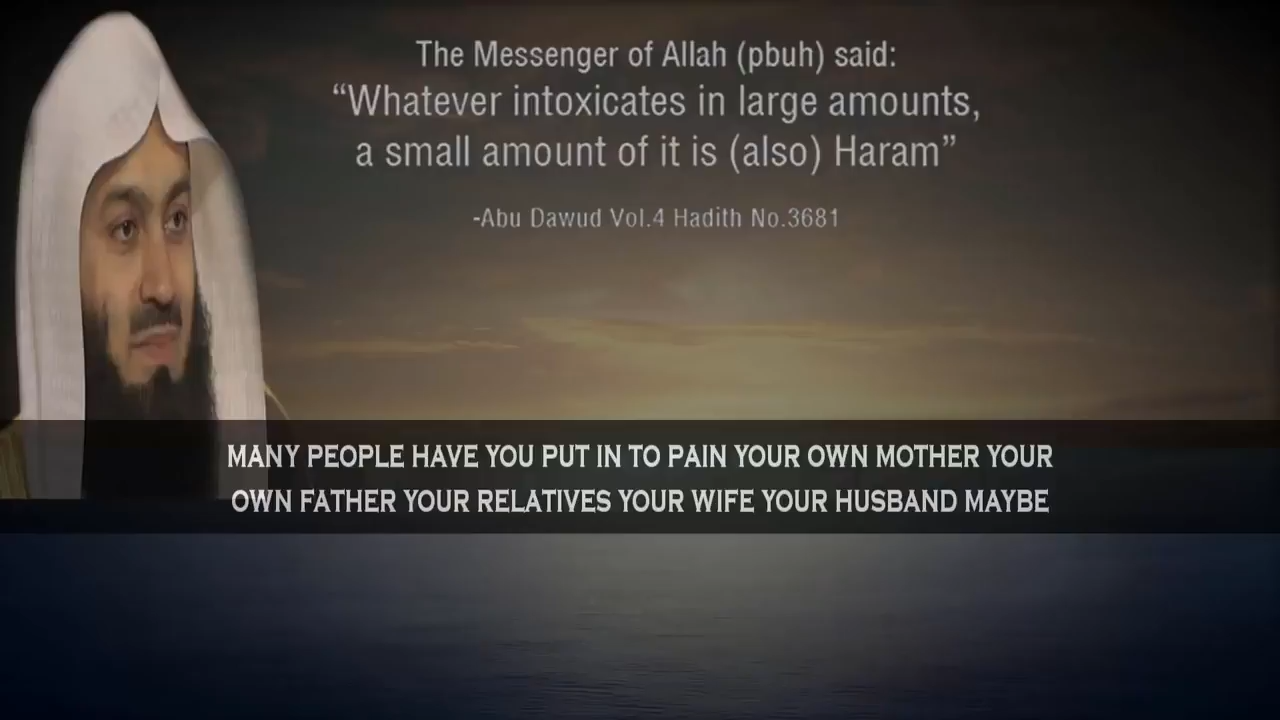 The Messenger of Allah (pbuh) said:
“Whatever intoxicates in large amounts,
a small amount of it is (also) Haram”
-Abu Dawud Vol.4 Hadith No.3681
MANY PEOPLE HAVE YOU PUT IN TO PAIN YOUR OWN MOTHER YOUR
OWN FATHER YOUR RELATIVES YOUR WIFE YOUR HUSBAND MAYBE